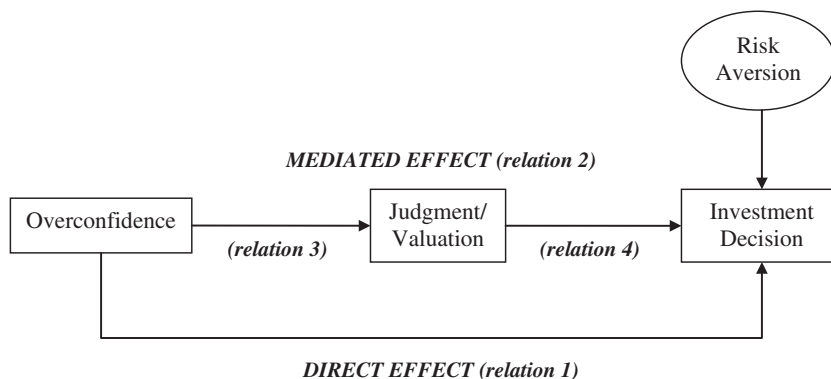 Risk
Aversion
MEDIATED EFFECT (relation 2)
Overconfidence
(relation 3)
Judgment/
Valuation
(relation 4)
Investment
Decision
DIRECT EFFECT (relation 1)